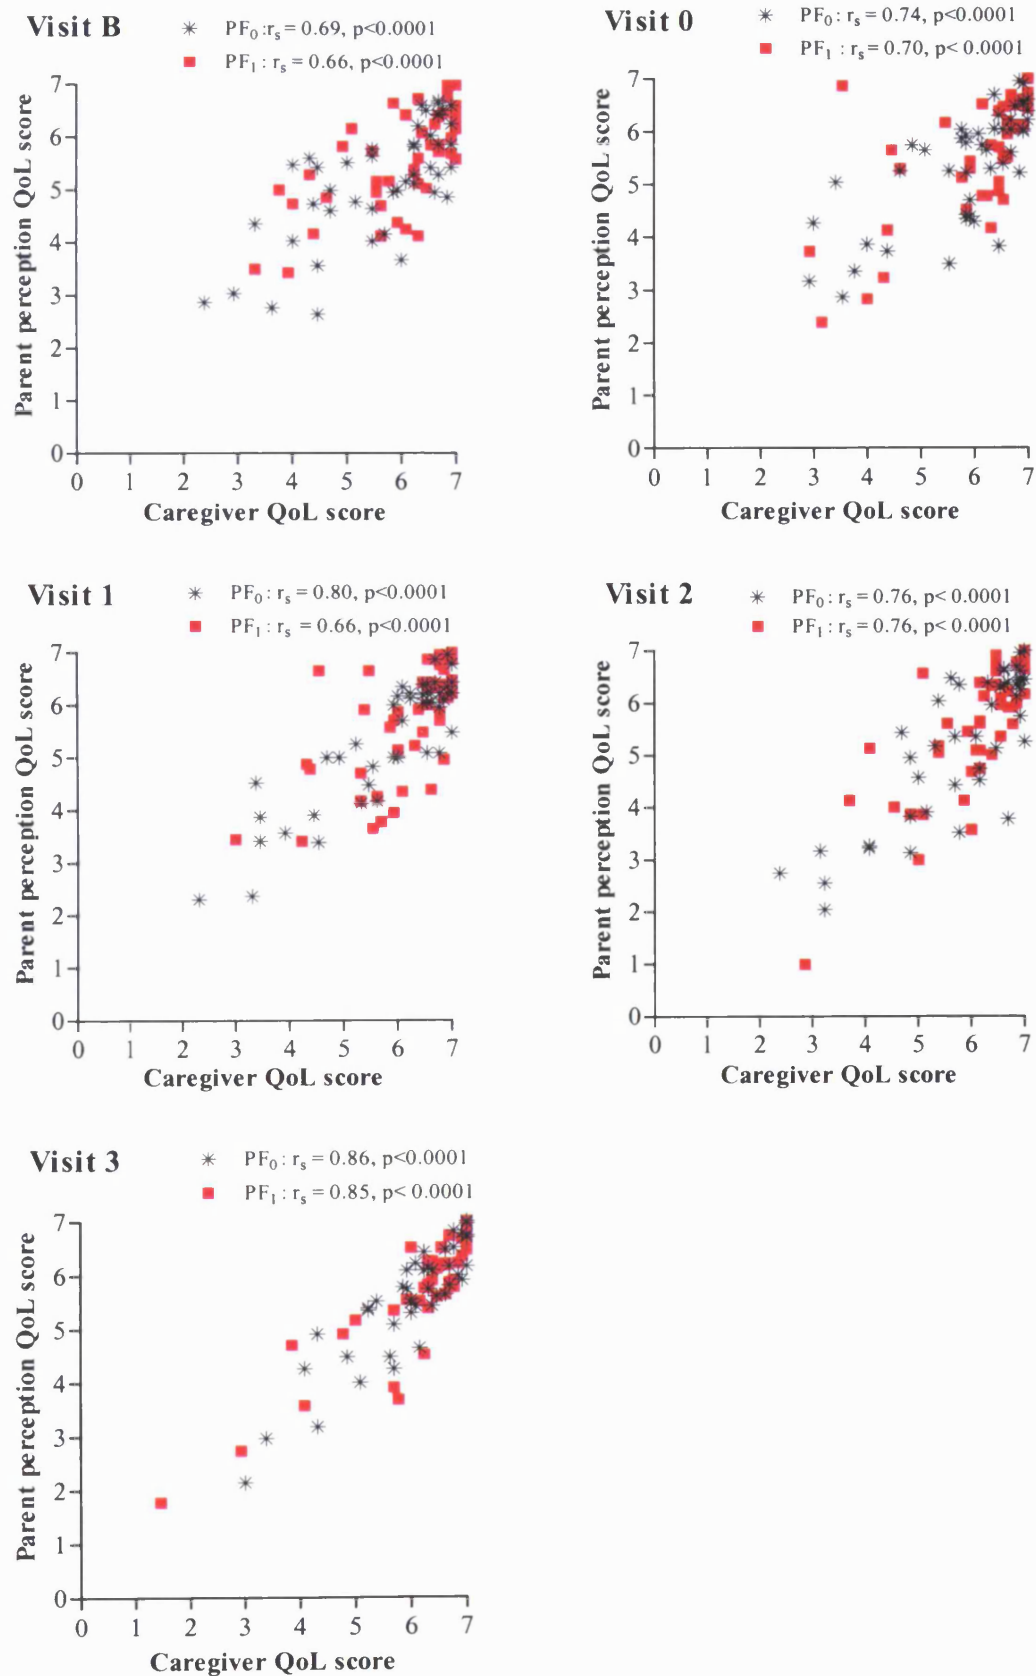 Visit B
PF₀ :rₛ = 0.69, p<0.0001
PF₁ : rₛ = 0.66, p<0.0001
7
6
5
4
3
2
1
0
Parent perception QoL score
0 1 2 3 4 5 6 7
Caregiver QoL score
Visit 0
PF₀ : rₛ = 0.74, p<0.0001
PF₁ : rₛ = 0.70, p< 0.0001
7
6
5
4
3
2
1
0
Parent perception QoL score
0 1 2 3 4 5 6 7
Caregiver QoL score
Visit 1
PF₀ : rₛ = 0.80, p<0.0001
PF₁ : rₛ = 0.66, p<0.0001
7
6
5
4
3
2
1
0
Parent perception QoL score
0 1 2 3 4 5 6 7
Caregiver QoL score
Visit 2
PF₀ : rₛ = 0.76, p< 0.0001
PF₁ : rₛ = 0.76, p< 0.0001
7
6
5
4
3
2
1
0
Parent perception QoL score
0 1 2 3 4 5 6 7
Caregiver QoL score
Visit 3
PF₀ : rₛ = 0.86, p<0.0001
PF₁ : rₛ = 0.85, p< 0.0001
7
6
5
4
3
2
1
0
Parent perception QoL score
0 1 2 3 4 5 6 7
Caregiver QoL score